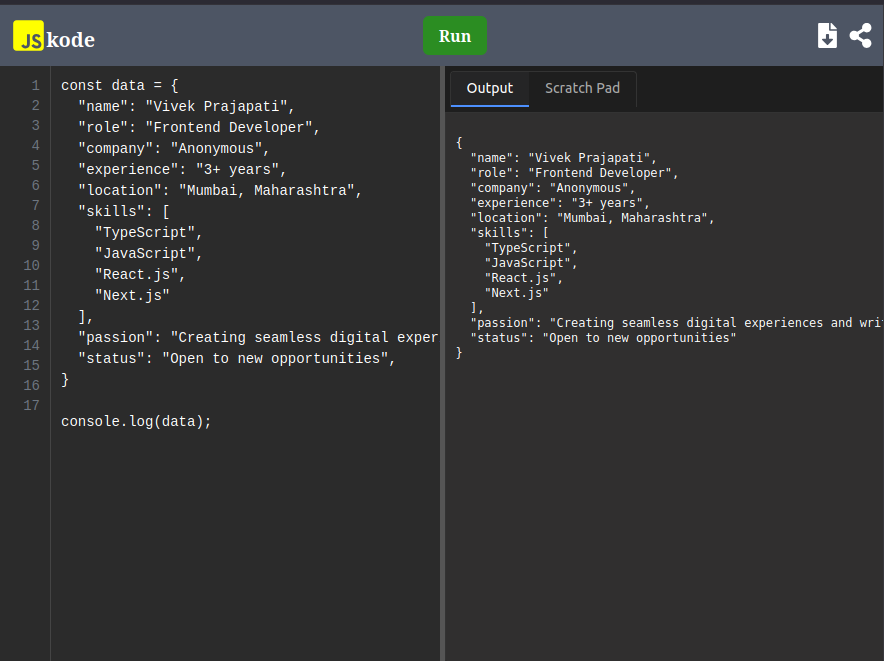 JS kode
Run
1
2
3
4
5
6
7
8
9
10
11
12
13
14
15
16
17
const data = {
"name": "Vivek Prajapati",
"role": "Frontend Developer",
"company": "Anonymous",
"experience": "3+ years",
"location": "Mumbai, Maharashtra",
"skills": [
"TypeScript",
"JavaScript",
"React.js",
"Next.js"
],
"passion": "Creating seamless digital exper
"status": "Open to new opportunities",
}
console.log(data);
Output
Scratch Pad
{
"name": "Vivek Prajapati",
"role": "Frontend Developer",
"company": "Anonymous",
"experience": "3+ years",
"location": "Mumbai, Maharashtra",
"skills": [
"TypeScript",
"JavaScript",
"React.js",
"Next.js"
],
"passion": "Creating seamless digital experiences and wri
"status": "Open to new opportunities"
}